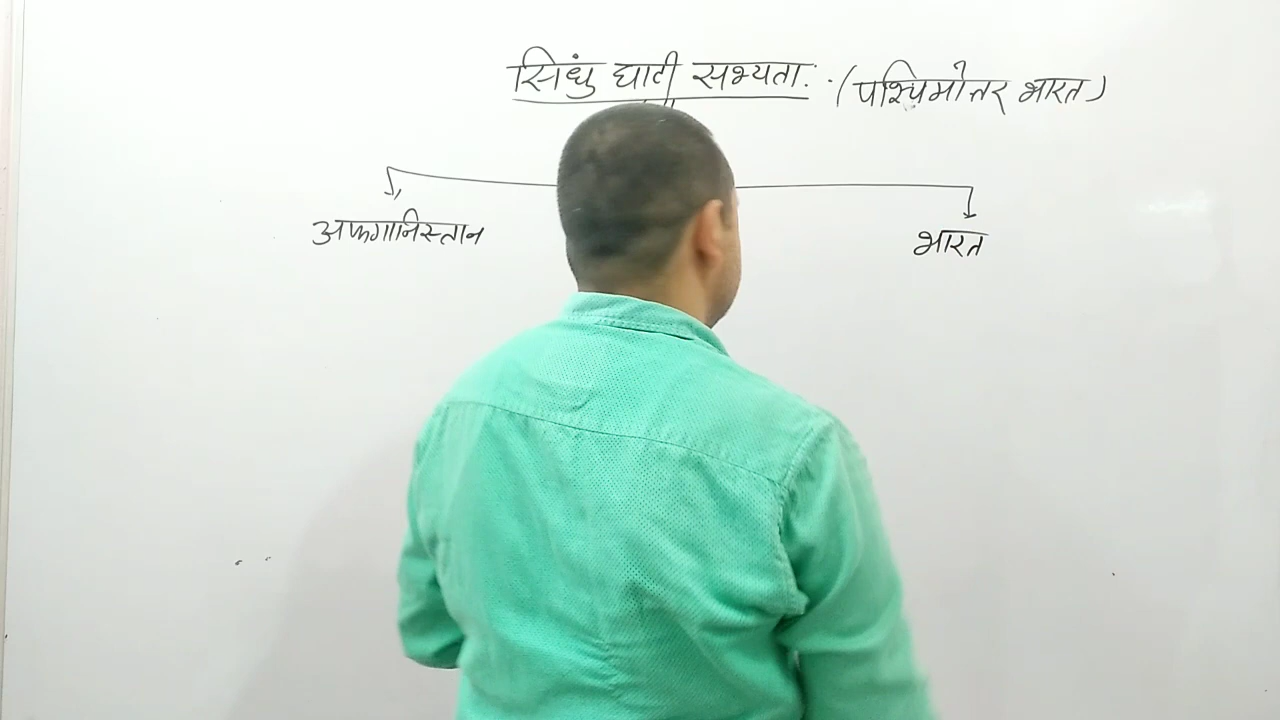 सिंधु घाटी सभ्यता : (पश्चिमोत्तर भारत)
अफगानिस्तान भारत